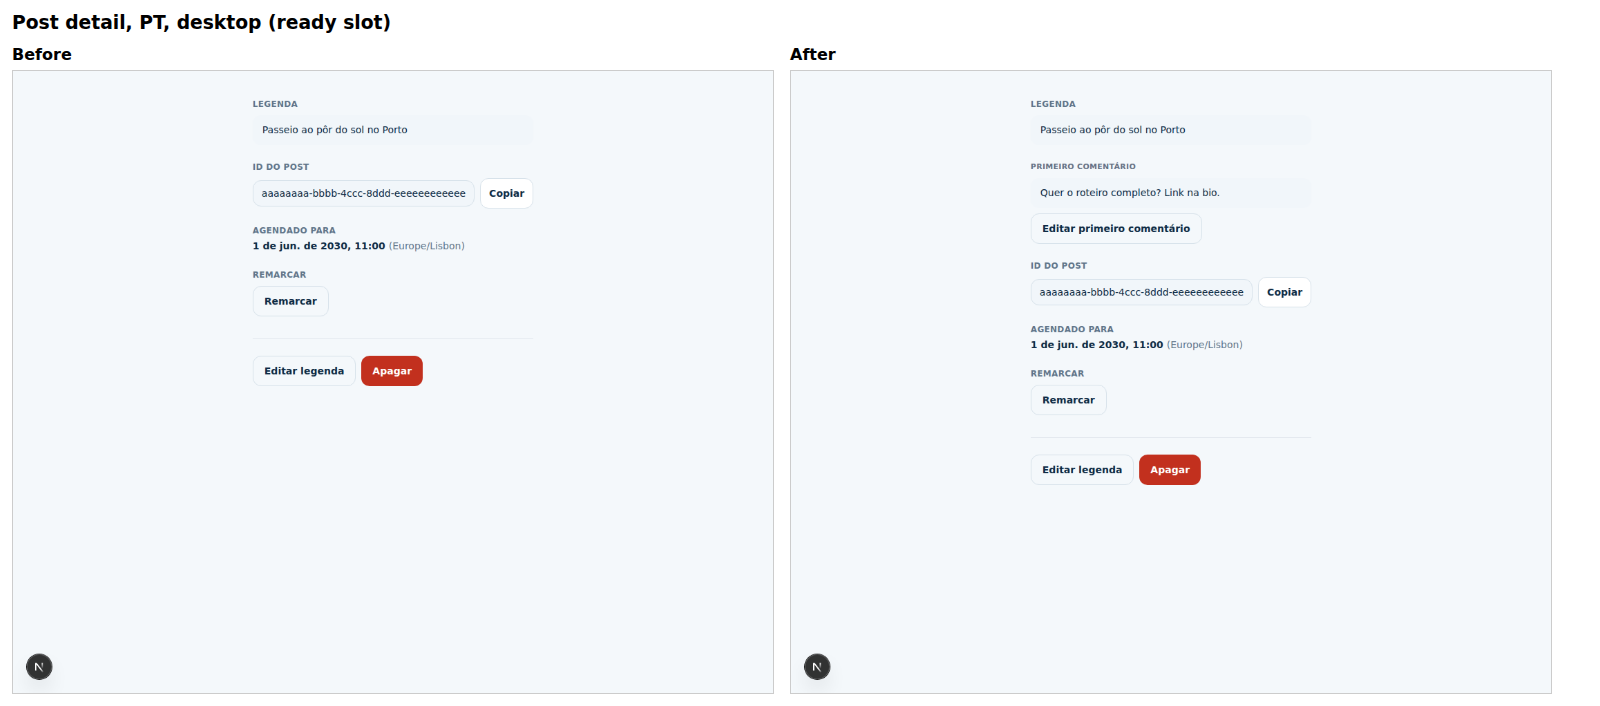 Post detail, PT, desktop (ready slot)
Before
LEGENDA
Passeio ao pôr do sol no Porto
ID DO POST
aaaaaaaa-bbbb-4ccc-8ddd-eeeeeeeeeeee Copiar
AGENDADO PARA
1 de jun. de 2030, 11:00 (Europe/Lisbon)
REMARCAR
Remarcar
Editar legenda Apagar
N
After
LEGENDA
Passeio ao pôr do sol no Porto
PRIMEIRO COMENTÁRIO
Quer o roteiro completo? Link na bio.
Editar primeiro comentário
ID DO POST
aaaaaaaa-bbbb-4ccc-8ddd-eeeeeeeeeeee Copiar
AGENDADO PARA
1 de jun. de 2030, 11:00 (Europe/Lisbon)
REMARCAR
Remarcar
Editar legenda Apagar
N